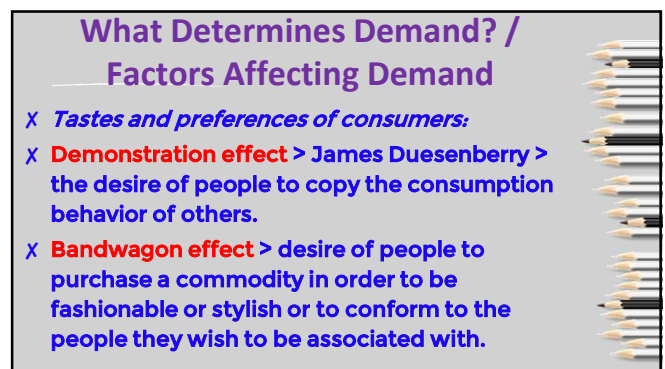 What Determines Demand? /
Factors Affecting Demand
✗ Tastes and preferences of consumers:
✗ Demonstration effect > James Duesenberry >
the desire of people to copy the consumption
behavior of others.
✗ Bandwagon effect > desire of people to
purchase a commodity in order to be
fashionable or stylish or to conform to the
people they wish to be associated with.